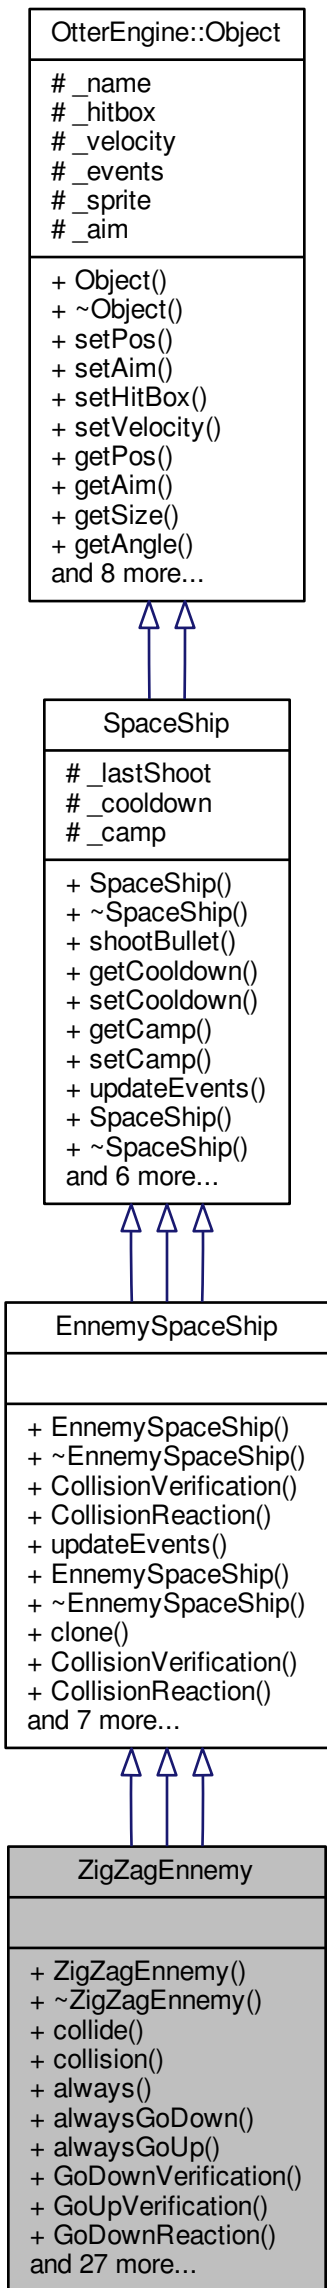 OtterEngine::Object
# _name
# _hitbox
# _velocity
# _events
# _sprite
# _aim
+ Object()
+ ~Object()
+ setPos()
+ setAim()
+ setHitBox()
+ setVelocity()
+ getPos()
+ getAim()
+ getSize()
+ getAngle()
and 8 more...
SpaceShip
# _lastShoot
# _cooldown
# _camp
+ SpaceShip()
+ ~SpaceShip()
+ shootBullet()
+ getCooldown()
+ setCooldown()
+ getCamp()
+ setCamp()
+ updateEvents()
+ SpaceShip()
+ ~SpaceShip()
and 6 more...
EnnemySpaceShip
+ EnnemySpaceShip()
+ ~EnnemySpaceShip()
+ CollisionVerification()
+ CollisionReaction()
+ updateEvents()
+ EnnemySpaceShip()
+ ~EnnemySpaceShip()
+ clone()
+ CollisionVerification()
+ CollisionReaction()
and 7 more...
ZigZagEnnemy
+ ZigZagEnnemy()
+ ~ZigZagEnnemy()
+ collide()
+ collision()
+ always()
+ alwaysGoDown()
+ alwaysGoUp()
+ GoDownVerification()
+ GoUpVerification()
+ GoDownReaction()
and 27 more...